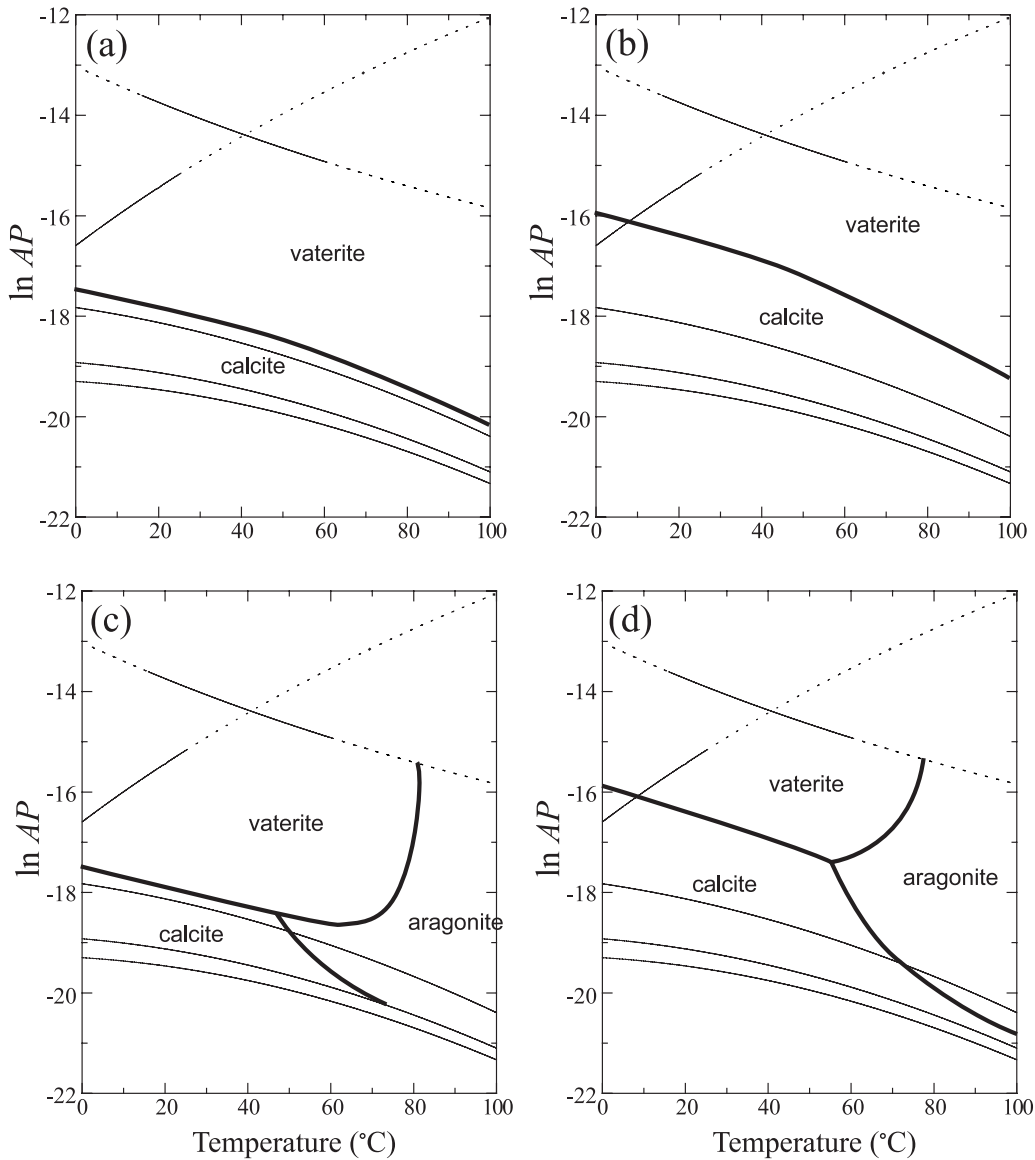 (a)
-12
-14
-16
-18
-20
-22
ln AP
vaterite
calcite
0 20 40 60 80 100
(b)
-12
-14
-16
-18
-20
-22
ln AP
vaterite
calcite
0 20 40 60 80 100
(c)
-12
-14
-16
-18
-20
-22
ln AP
vaterite
aragonite
calcite
0 20 40 60 80 100
Temperature (°C)
(d)
-12
-14
-16
-18
-20
-22
ln AP
vaterite
calcite
aragonite
0 20 40 60 80 100
Temperature (°C)